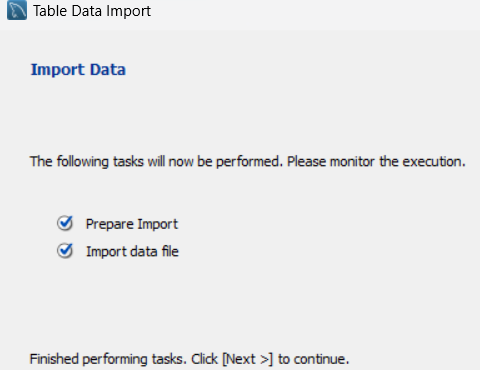 Table Data Import
Import Data
The following tasks will now be performed. Please monitor the execution.
Prepare Import
Import data file
Finished performing tasks. Click [Next >] to continue.